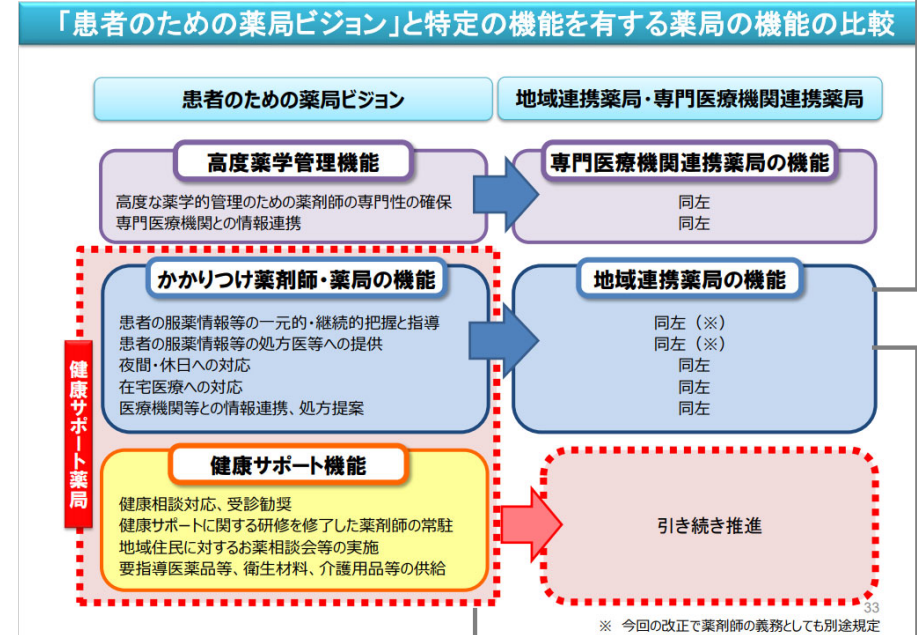 「患者のための薬局ビジョン」と特定の機能を有する薬局の機能の比較
患者のための薬局ビジョン
地域連携薬局・専門医療機関連携薬局
高度薬学管理機能
高度な薬学的管理のための薬剤師の専門性の確保
専門医療機関との情報連携
専門医療機関連携薬局の機能
同左
同左
健康サポート薬局
かかりつけ薬剤師・薬局の機能
患者の服薬情報等の一元的・継続的把握と指導
患者の服薬情報等の処方医等への提供
夜間・休日への対応
在宅医療への対応
医療機関等との情報連携、処方提案
地域連携薬局の機能
同左（※）
同左（※）
同左
同左
同左
健康サポート機能
健康相談対応、受診勧奨
健康サポートに関する研修を修了した薬剤師の常駐
地域住民に対するお薬相談会等の実施
要指導医薬品等、衛生材料、介護用品等の供給
引き続き推進
33
※ 今回の改正で薬剤師の義務としても別途規定